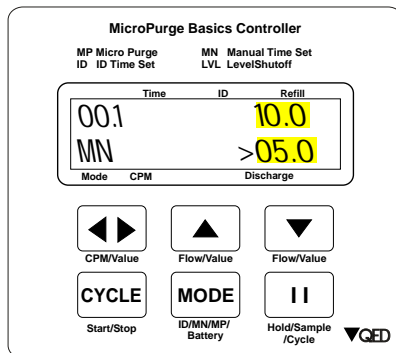 MicroPurge Basics Controller
MP Micro Purge MN Manual Time Set
ID ID Time Set LVL LevelShutoff
Time ID Refill
00.1 10.0
MN >05.0
Mode CPM Discharge
CPM/Value Flow/Value Flow/Value
CYCLE MODE II
Start/Stop ID/MN/MP/ Hold/Sample
Battery /Cycle
QED